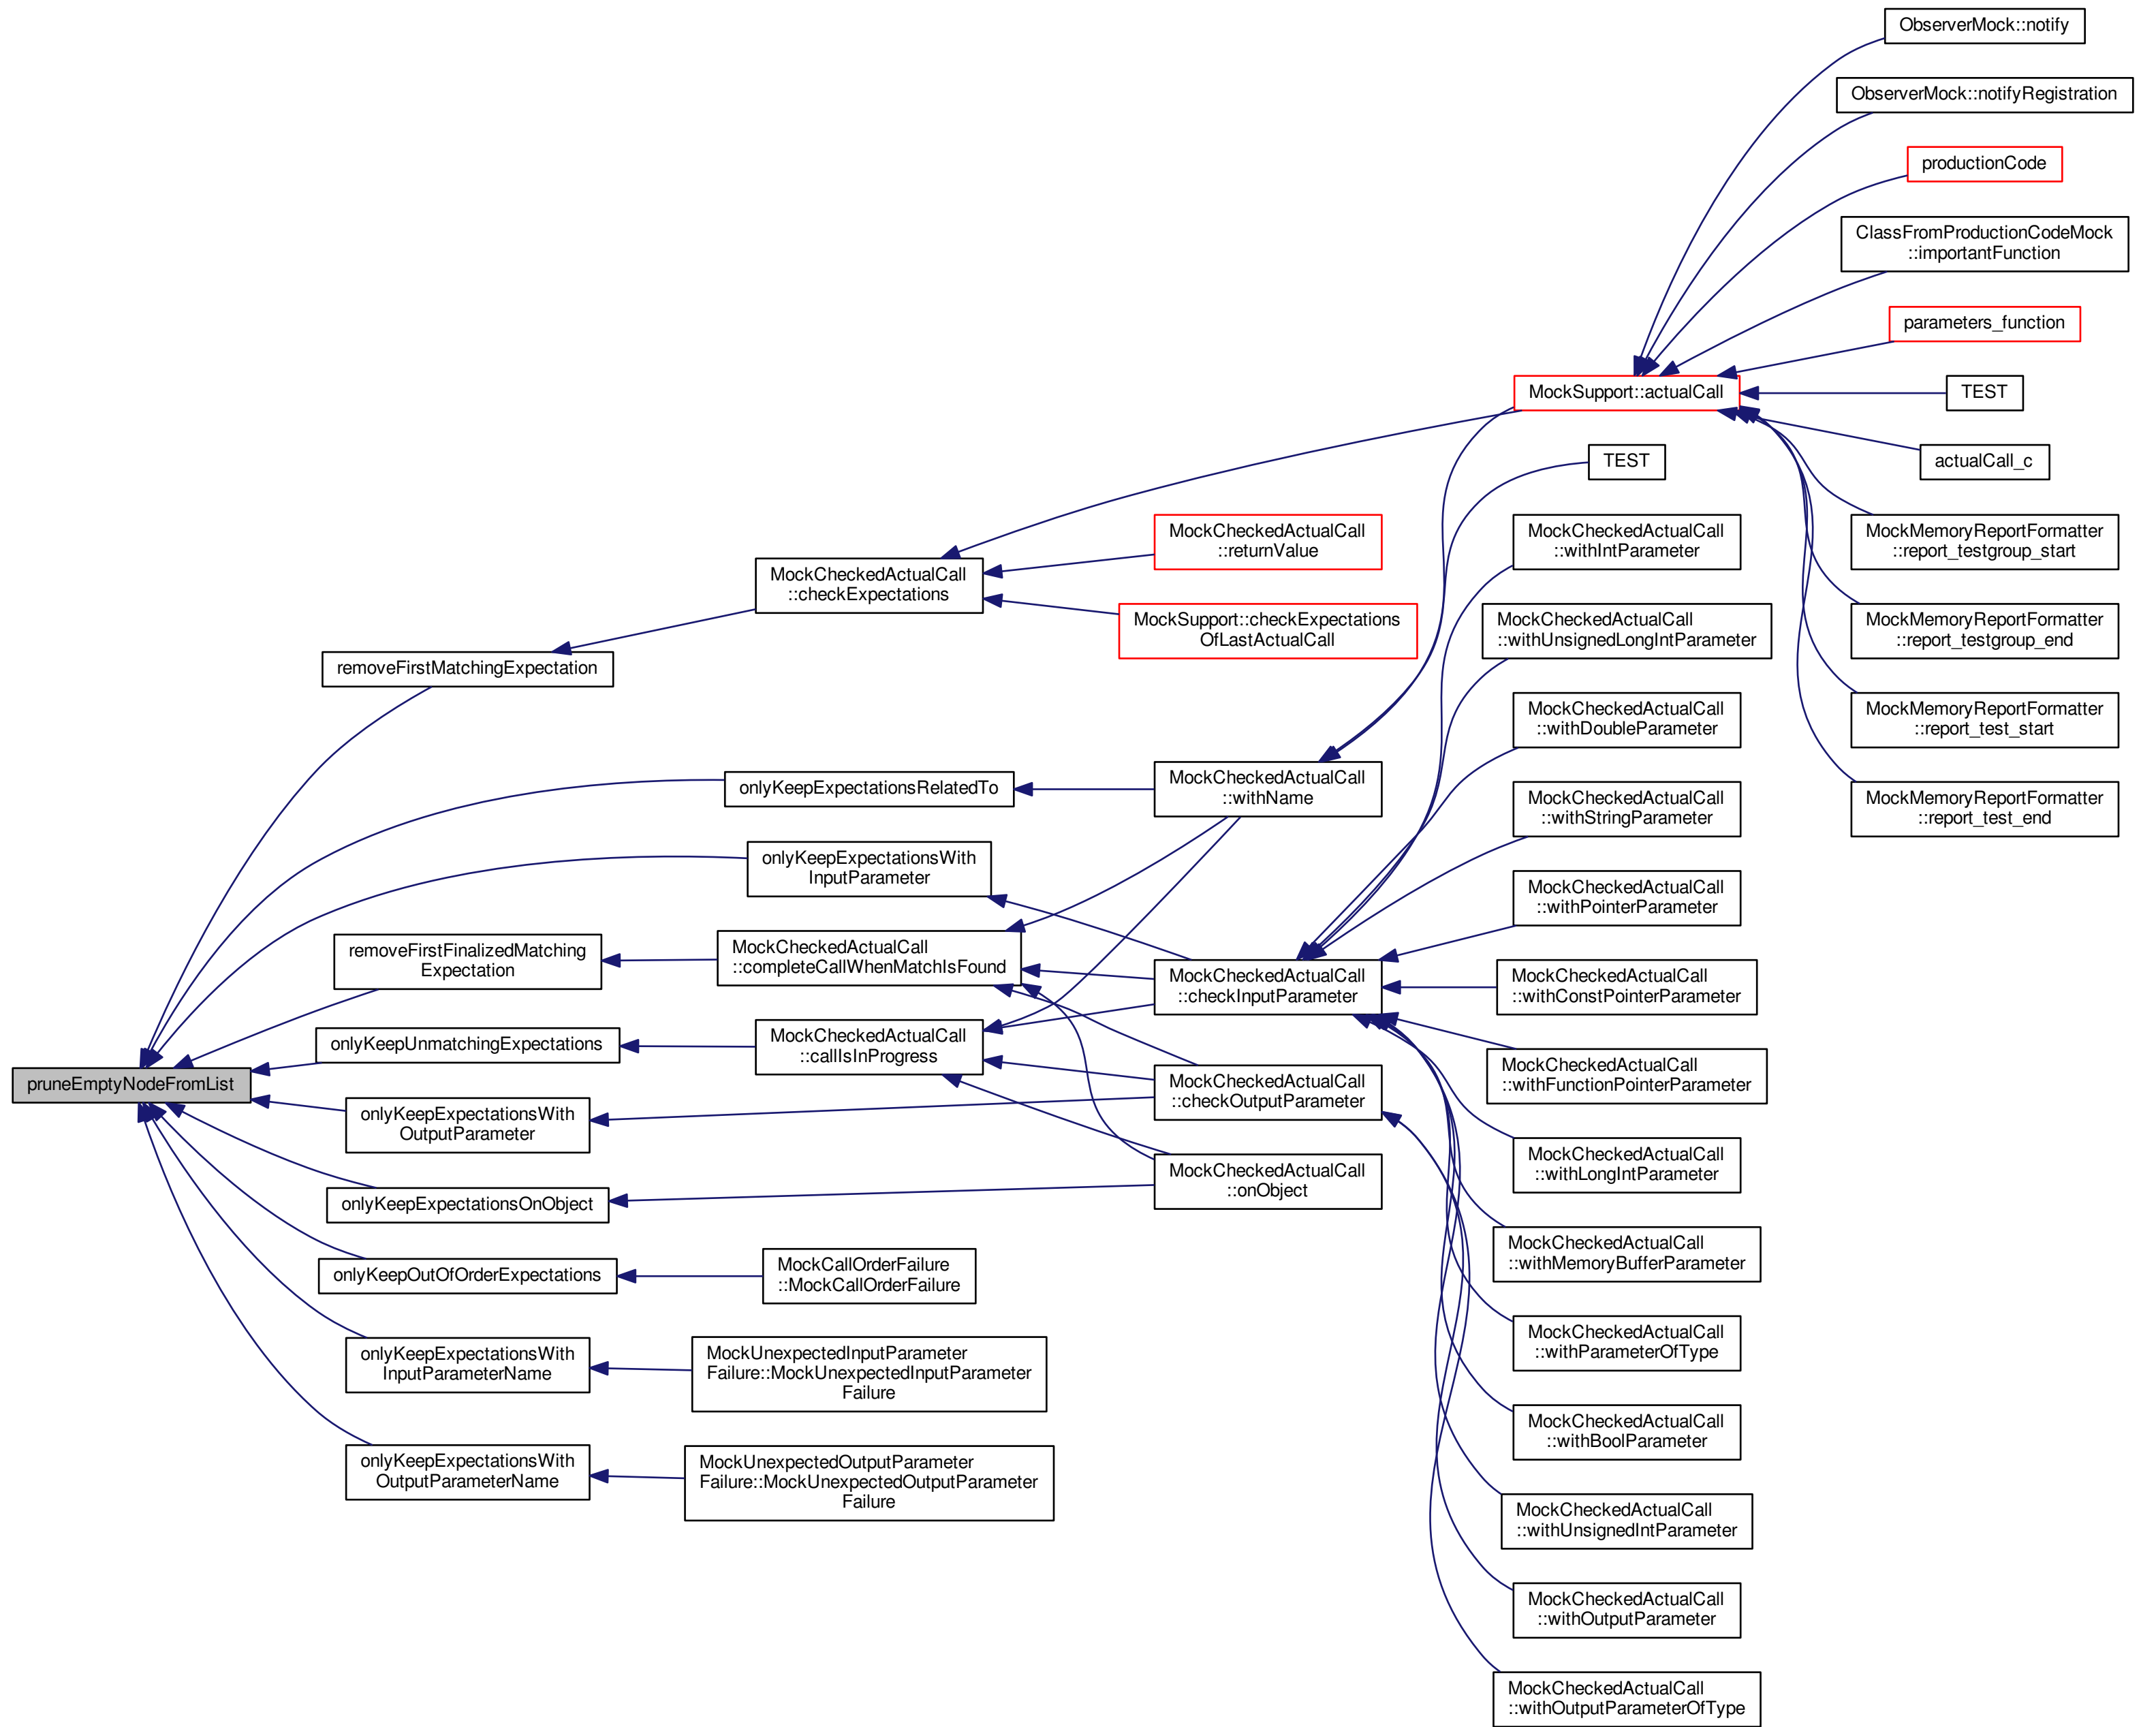 ObserverMock::notify
ObserverMock::notifyRegistration
productionCode
ClassFromProductionCodeMock
::importantFunction
parameters_function
MockSupport::actualCall
TEST
TEST
actualCall_c
MockCheckedActualCall
::returnValue
MockCheckedActualCall
::withIntParameter
MockMemoryReportFormatter
::report_testgroup_start
MockCheckedActualCall
::checkExpectations
MockSupport::checkExpectations
OfLastActualCall
MockCheckedActualCall
::withUnsignedLongIntParameter
MockMemoryReportFormatter
::report_testgroup_end
removeFirstMatchingExpectation
MockCheckedActualCall
::withDoubleParameter
MockMemoryReportFormatter
::report_test_start
onlyKeepExpectationsRelatedTo
MockCheckedActualCall
::withName
MockCheckedActualCall
::withStringParameter
MockMemoryReportFormatter
::report_test_end
onlyKeepExpectationsWith
InputParameter
MockCheckedActualCall
::withPointerParameter
removeFirstFinalizedMatching
Expectation
MockCheckedActualCall
::completeCallWhenMatchIsFound
MockCheckedActualCall
::checkInputParameter
MockCheckedActualCall
::withConstPointerParameter
onlyKeepUnmatchingExpectations
MockCheckedActualCall
::callIsInProgress
MockCheckedActualCall
::withFunctionPointerParameter
pruneEmptyNodeFromList
onlyKeepExpectationsWith
OutputParameter
MockCheckedActualCall
::checkOutputParameter
MockCheckedActualCall
::withLongIntParameter
onlyKeepExpectationsOnObject
MockCheckedActualCall
::onObject
MockCheckedActualCall
::withMemoryBufferParameter
onlyKeepOutOfOrderExpectations
MockCallOrderFailure
::MockCallOrderFailure
MockCheckedActualCall
::withParameterOfType
onlyKeepExpectationsWith
InputParameterName
MockUnexpectedInputParameter
Failure::MockUnexpectedInputParameter
Failure
MockCheckedActualCall
::withBoolParameter
onlyKeepExpectationsWith
OutputParameterName
MockUnexpectedOutputParameter
Failure::MockUnexpectedOutputParameter
Failure
MockCheckedActualCall
::withUnsignedIntParameter
MockCheckedActualCall
::withOutputParameter
MockCheckedActualCall
::withOutputParameterOfType